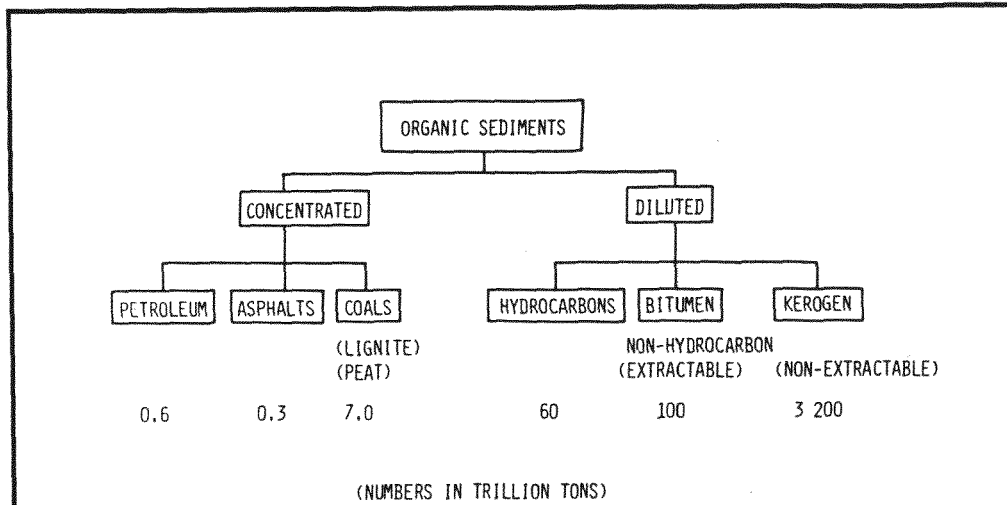 ORGANIC SEDIMENTS
CONCENTRATED DILUTED
PETROLEUM ASPHALTS COALS HYDROCARBONS BITUMEN KEROGEN
(LIGNITE) NON-HYDROCARBON
(PEAT) (EXTRACTABLE) (NON-EXTRACTABLE)
0.6 0.3 7.0 60 100 3 200
(NUMBERS IN TRILLION TONS)